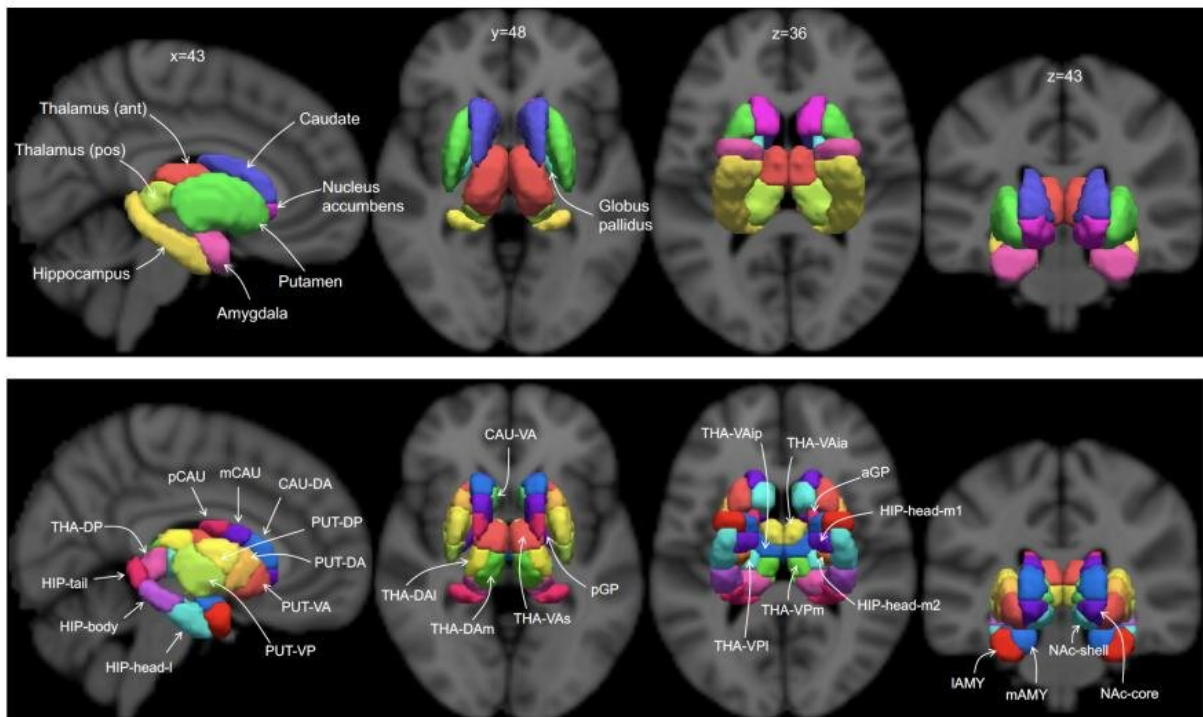 x=43
y=48
z=36
z=43
Thalamus (ant)
Caudate
Thalamus (pos)
Nucleus
accumbens
Globus
pallidus
Hippocampus
Putamen
Amygdala
CAU-VA
THA-VAip
THA-VAia
pCAU
mCAU
CAU-DA
aGP
THA-DP
PUT-DP
HIP-head-m1
PUT-DA
HIP-tail
PUT-VA
THA-DAl
pGP
HIP-body
THA-DAm
THA-VAs
THA-VPm
HIP-head-m2
HIP-head-l
PUT-VP
THA-VPl
NAc-shell
lAMY
mAMY
NAc-core